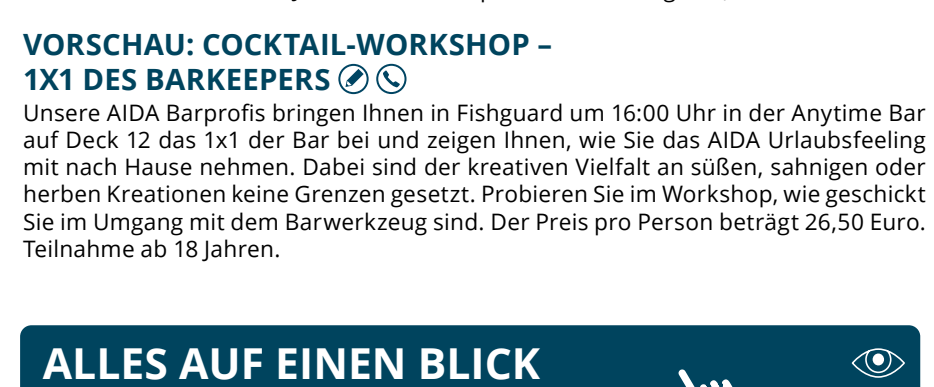 VORSCHAU: COCKTAIL-WORKSHOP –
1X1 DES BARKEEPERS
Unsere AIDA Barprofis bringen Ihnen in Fishguard um 16:00 Uhr in der Anytime Bar
auf Deck 12 das 1x1 der Bar bei und zeigen Ihnen, wie Sie das AIDA Urlaubsfeeling
mit nach Hause nehmen. Dabei sind der kreativen Vielfalt an süßen, sahnigen oder
herben Kreationen keine Grenzen gesetzt. Probieren Sie im Workshop, wie geschickt
Sie im Umgang mit dem Barwerkzeug sind. Der Preis pro Person beträgt 26,50 Euro.
Teilnahme ab 18 Jahren.
ALLES AUF EINEN BLICK